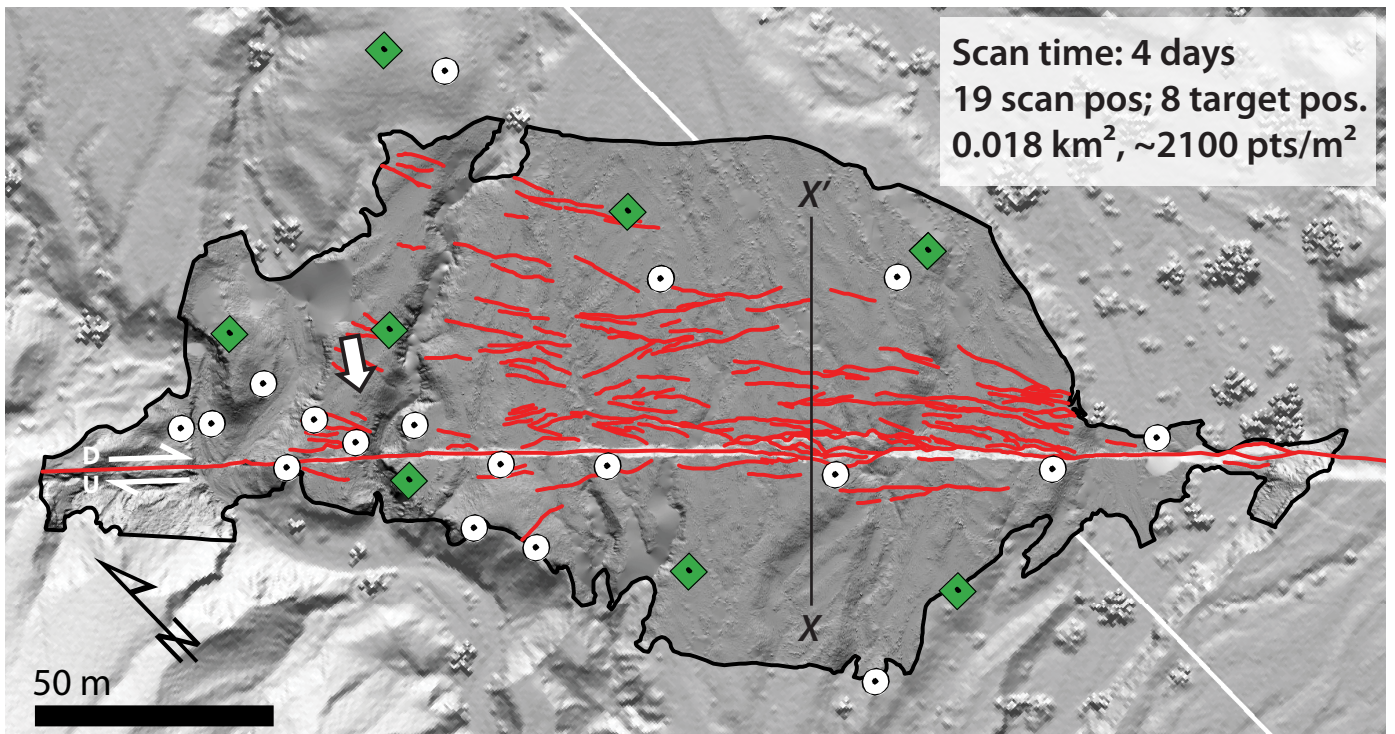 Scan time: 4 days
19 scan pos; 8 target pos.
0.018 km², ~2100 pts/m²
X'
D
U
X
N
50 m